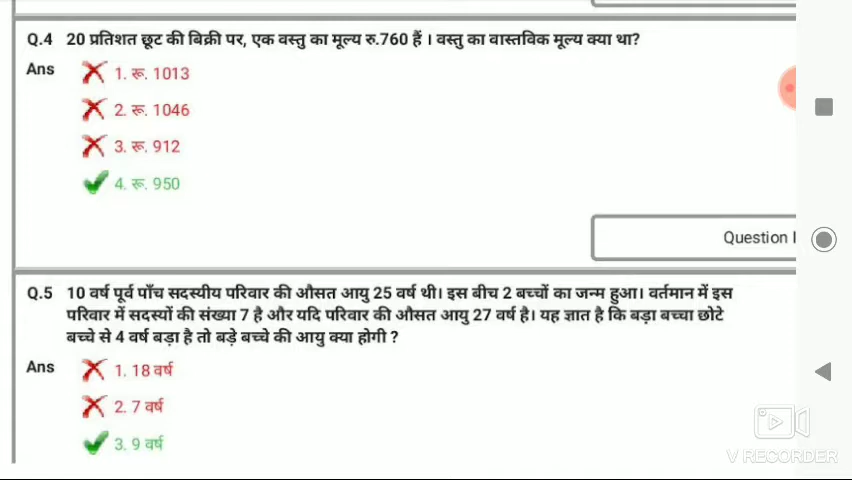 Q.4 20 प्रतिशत छूट की बिक्री पर, एक वस्तु का मूल्य रु.760 हैं । वस्तु का वास्तविक मूल्य क्या था?
Ans 1. रू. 1013
2. रू. 1046
3. रू. 912
4. रू. 950
Question I
Q.5 10 वर्ष पूर्व पाँच सदस्यीय परिवार की औसत आयु 25 वर्ष थी। इस बीच 2 बच्चों का जन्म हुआ। वर्तमान में इस
परिवार में सदस्यों की संख्या 7 है और यदि परिवार की औसत आयु 27 वर्ष है। यह ज्ञात है कि बड़ा बच्चा छोटे
बच्चे से 4 वर्ष बड़ा है तो बड़े बच्चे की आयु क्या होगी ?
Ans 1. 18 वर्ष
2. 7 वर्ष
3. 9 वर्ष
V RECORDER